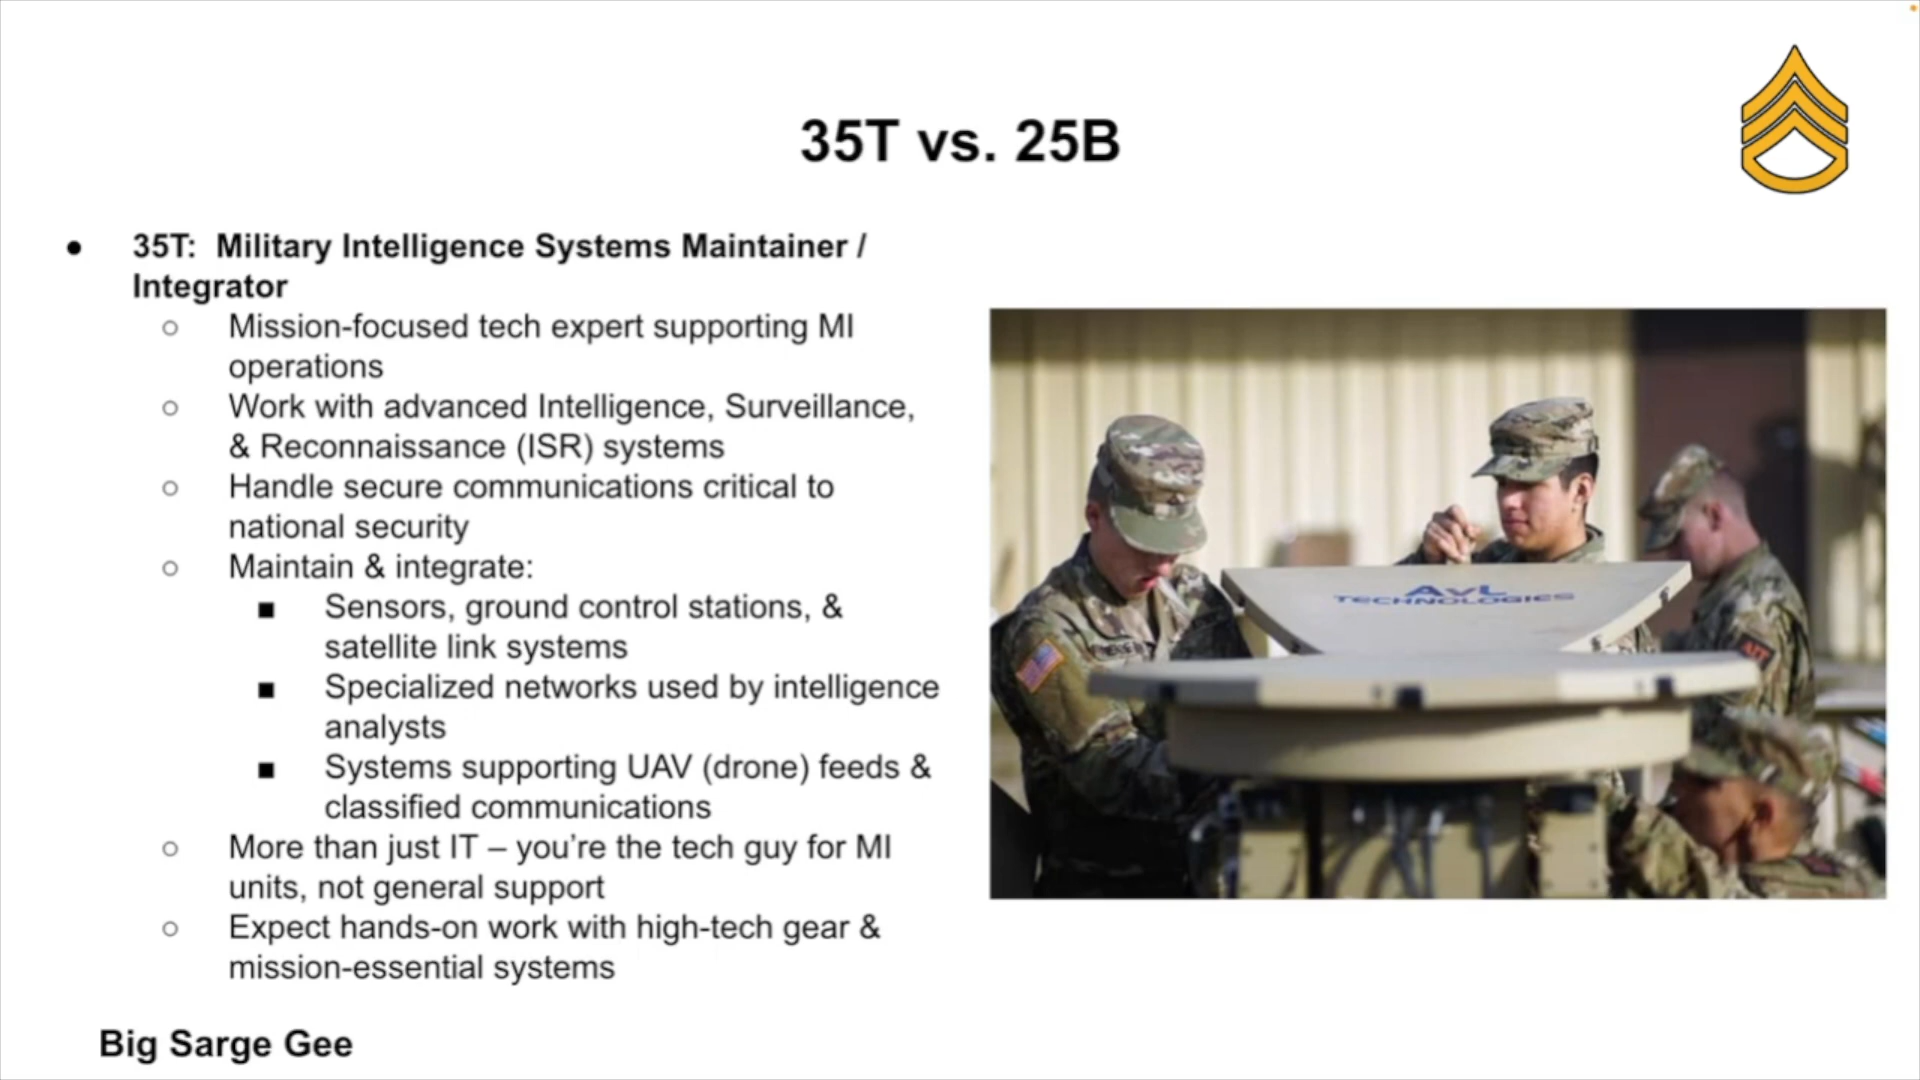 35T vs. 25B
● 35T: Military Intelligence Systems Maintainer /
Integrator
○ Mission-focused tech expert supporting MI
operations
○ Work with advanced Intelligence, Surveillance,
& Reconnaissance (ISR) systems
○ Handle secure communications critical to
national security
○ Maintain & integrate:
■ Sensors, ground control stations, &
satellite link systems
■ Specialized networks used by intelligence
analysts
■ Systems supporting UAV (drone) feeds &
classified communications
○ More than just IT – you’re the tech guy for MI
units, not general support
○ Expect hands-on work with high-tech gear &
mission-essential systems
AvL
TECHNOLOGIES
Big Sarge Gee